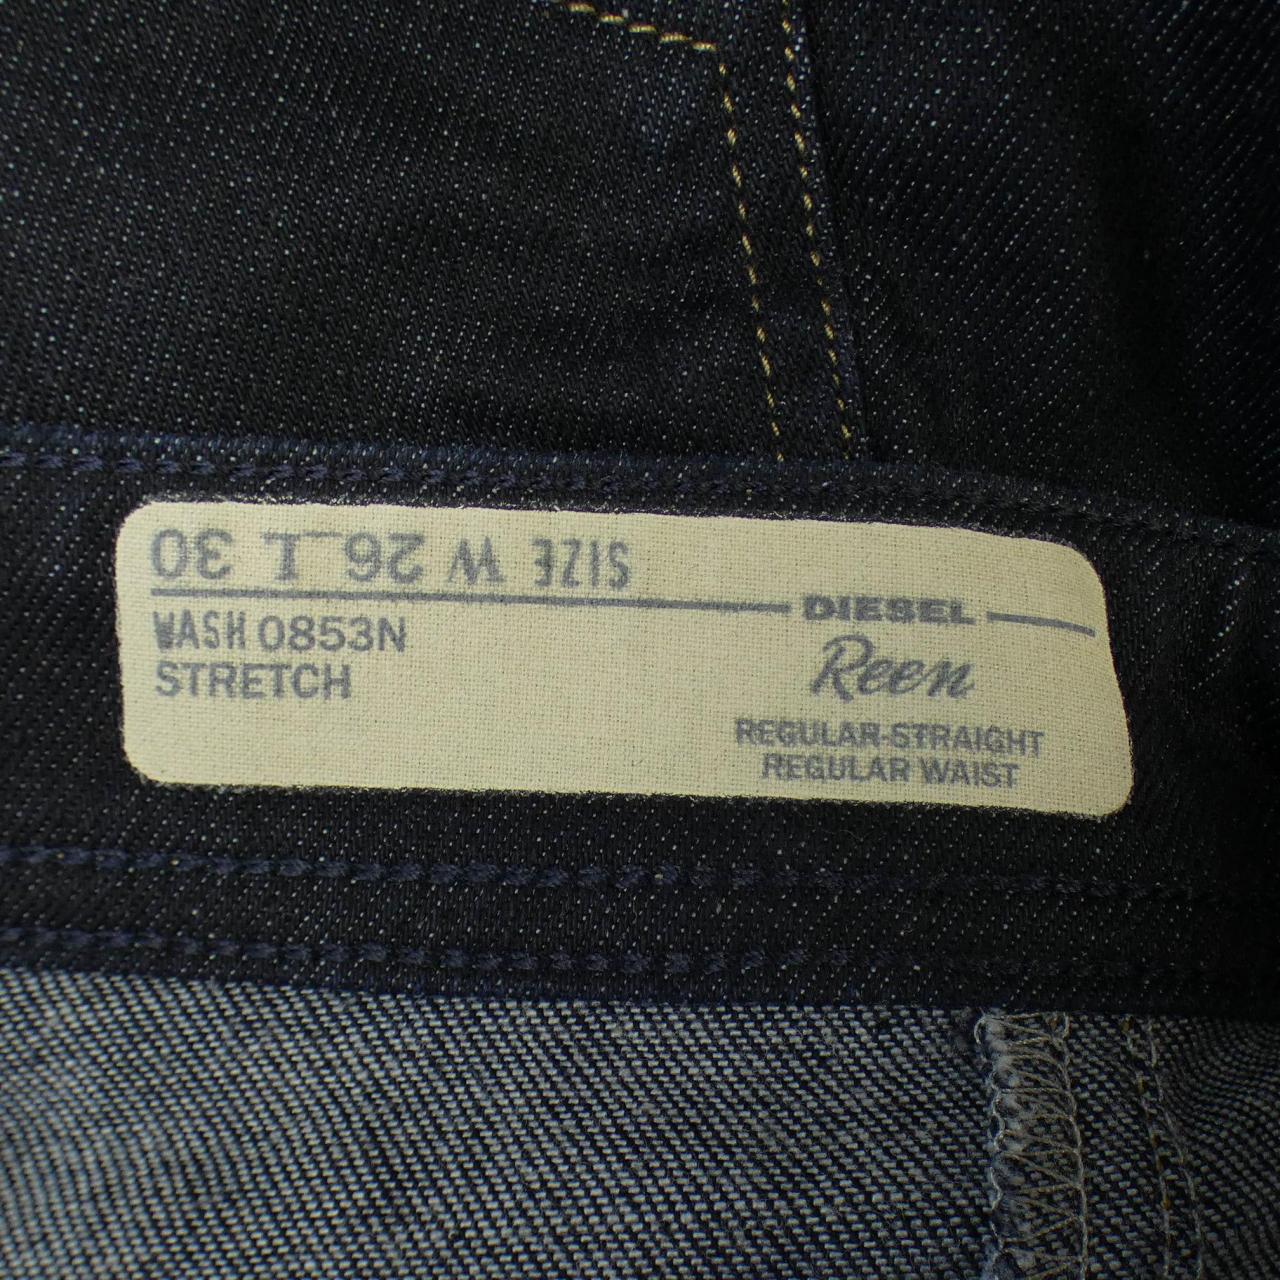 SIZE W 26 L 30
DIESEL
WASH 0853N
STRETCH
Reen
REGULAR-STRAIGHT
REGULAR WAIST